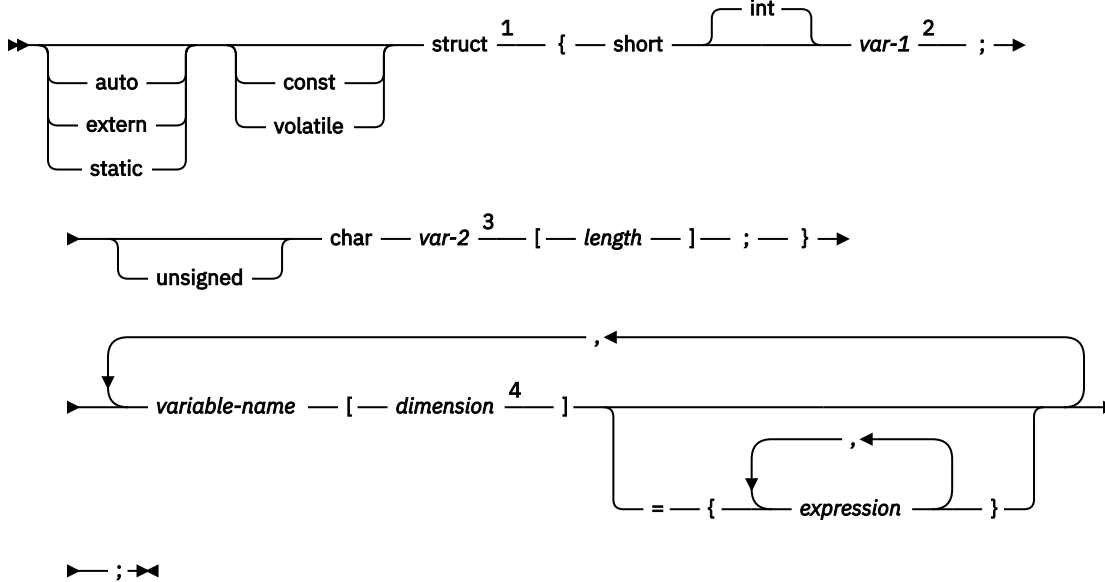 int
struct 1 { short var-1 2 ;
auto const
extern volatile
static
char var-2 3 [ length ] ; }
unsigned
,
variable-name [ dimension 4 ]
,
= { expression }
;